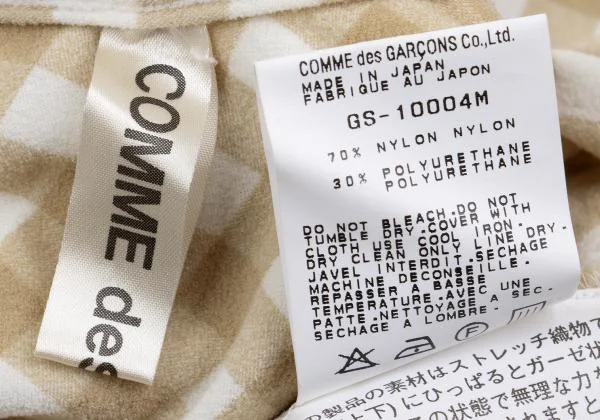 COMME des
COMME des GARÇONS Co.,Ltd.
MADE IN JAPAN
FABRIQUE AU JAPON
GS-10004M
70% NYLON NYLON
30% POLYURETHANE
POLYURETHANE
DO NOT BLEACH.DO NOT
TUMBLE DRY.COVER WITH
CLOTH USE COOL IRON.
DRY CLEAN ONLY LINE DRY.
JAVEL INTERDIT.SECHAGE
MACHINE DECONSEILLE.
REPASSER A BASSE
TEMPERATURE.AVEC UNE
PATTE.NETTOYAGE A SEC.
SECHAGE A LOMBRE.
の製品の素材はストレッチ織物で
以下)にひっぱるとガーゼ状
の状態で無理な力が